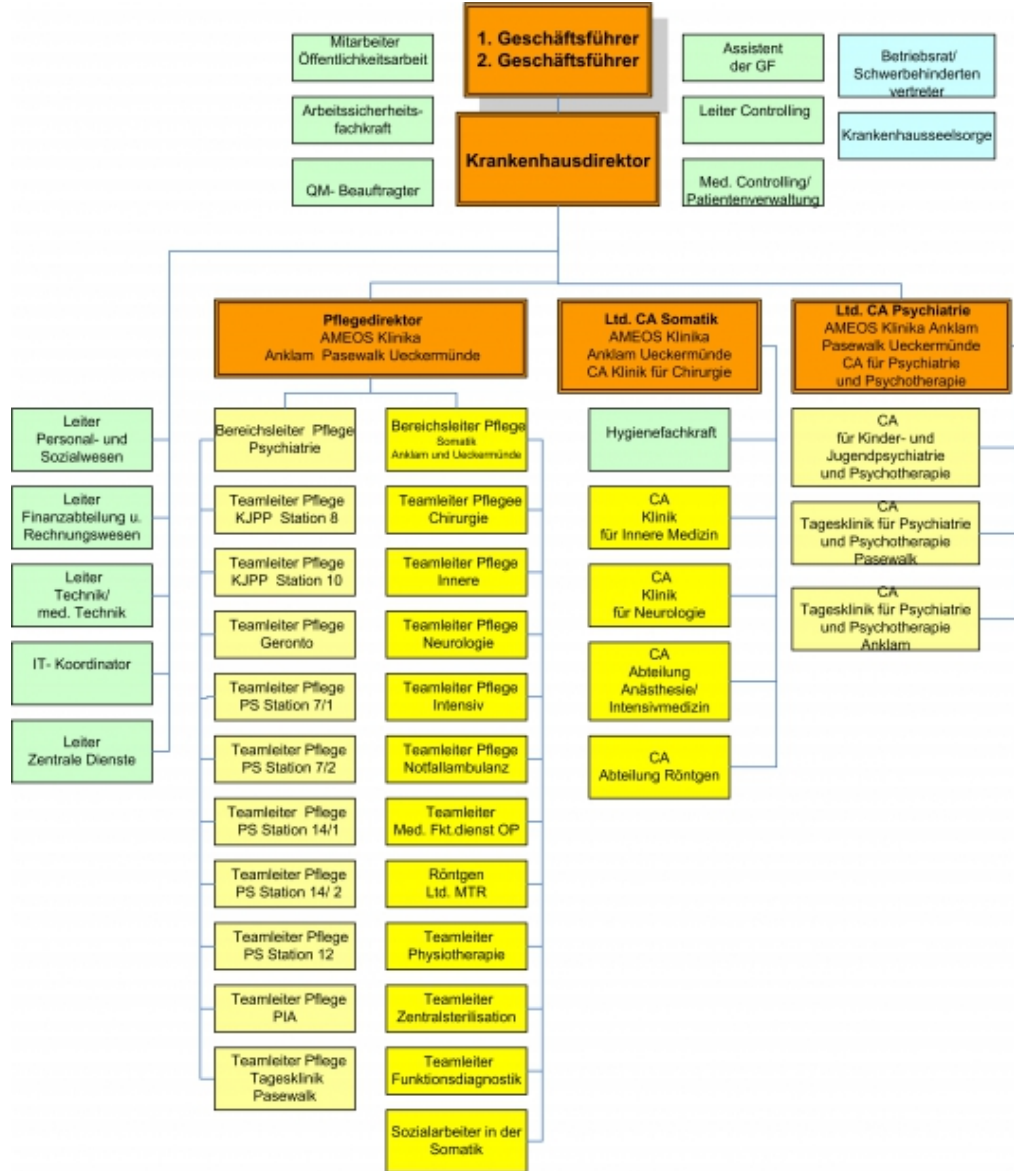 1. Geschäftsführer
2. Geschäftsführer
Mitarbeiter
Öffentlichkeitsarbeit
Assistent
der GF
Betriebsrat/
Schwerbehinderten
vertreter
Arbeitssicherheits-
fachkraft
Krankenhausdirektor
Leiter Controlling
Krankenhausseelsorge
QM- Beauftragter
Med. Controlling/
Patientenverwaltung
Pflegedirektor
AMEOS Klinika
Anklam Pasewalk Ueckermünde
Ltd. CA Somatik
AMEOS Klinika
Anklam Ueckermünde
CA Klinik für Chirurgie
Ltd. CA Psychiatrie
AMEOS Klinika Anklam
Pasewalk Ueckermünde
CA für Psychiatrie
und Psychotherapie
Leiter
Personal- und
Sozialwesen
Leiter
Finanzabteilung u.
Rechnungswesen
Leiter
Technik/
med. Technik
IT- Koordinator
Leiter
Zentrale Dienste
Bereichsleiter Pflege
Psychiatrie
Teamleiter Pflege
KJPP Station 8
Teamleiter Pflege
KJPP Station 10
Teamleiter Pflege
Geronto
Teamleiter Pflege
PS Station 7/1
Teamleiter Pflege
PS Station 7/2
Teamleiter Pflege
PS Station 14/1
Teamleiter Pflege
PS Station 14/ 2
Teamleiter Pflege
PS Station 12
Teamleiter Pflege
PIA
Teamleiter Pflege
Tagesklinik
Pasewalk
Bereichsleiter Pflege
Somatik
Anklam und Ueckermünde
Teamleiter Pflegee
Chirurgie
Teamleiter Pflege
Innere
Teamleiter Pflege
Neurologie
Teamleiter Pflege
Intensiv
Teamleiter Pflege
Notfallambulanz
Teamleiter
Med. Fkt.dienst OP
Röntgen
Ltd. MTR
Teamleiter
Physiotherapie
Teamleiter
Zentralsterilisation
Teamleiter
Funktionsdiagnostik
Sozialarbeiter in der
Somatik
Hygienefachkraft
CA
Klinik
für Innere Medizin
CA
Klinik
für Neurologie
CA
Abteilung
Anästhesie/
Intensivmedizin
CA
Abteilung Röntgen
CA
für Kinder- und
Jugendpsychiatrie
und Psychotherapie
CA
Tagesklinik für Psychiatrie
und Psychotherapie
Pasewalk
CA
Tagesklinik für Psychiatrie
und Psychotherapie
Anklam